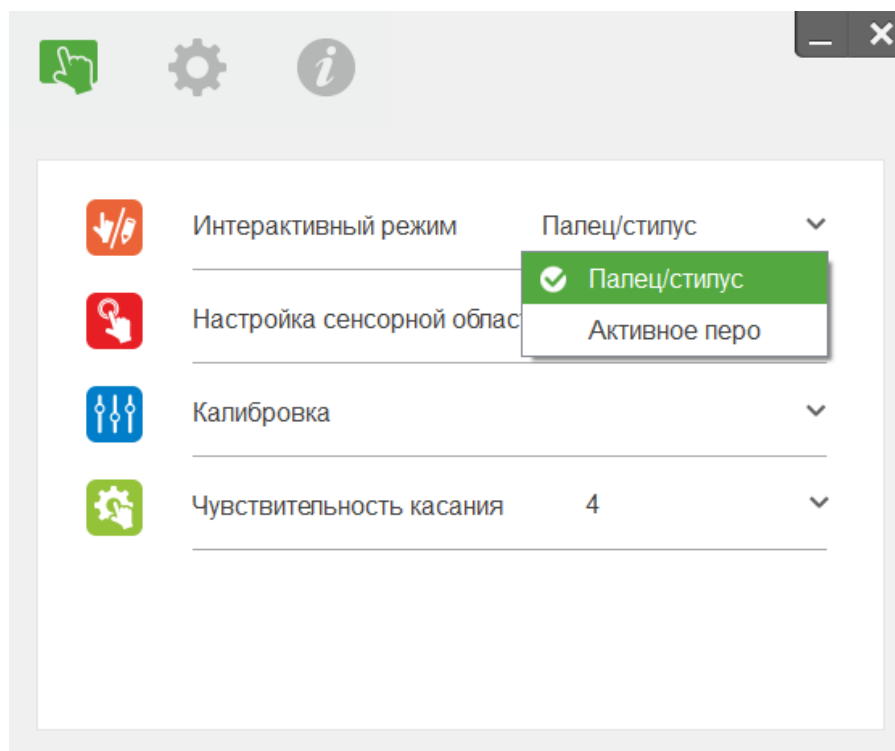 Интерактивный режим Палец/стилус
Палец/стилус
Настройка сенсорной облас
Активное перо
Калибровка
Чувствительность касания 4